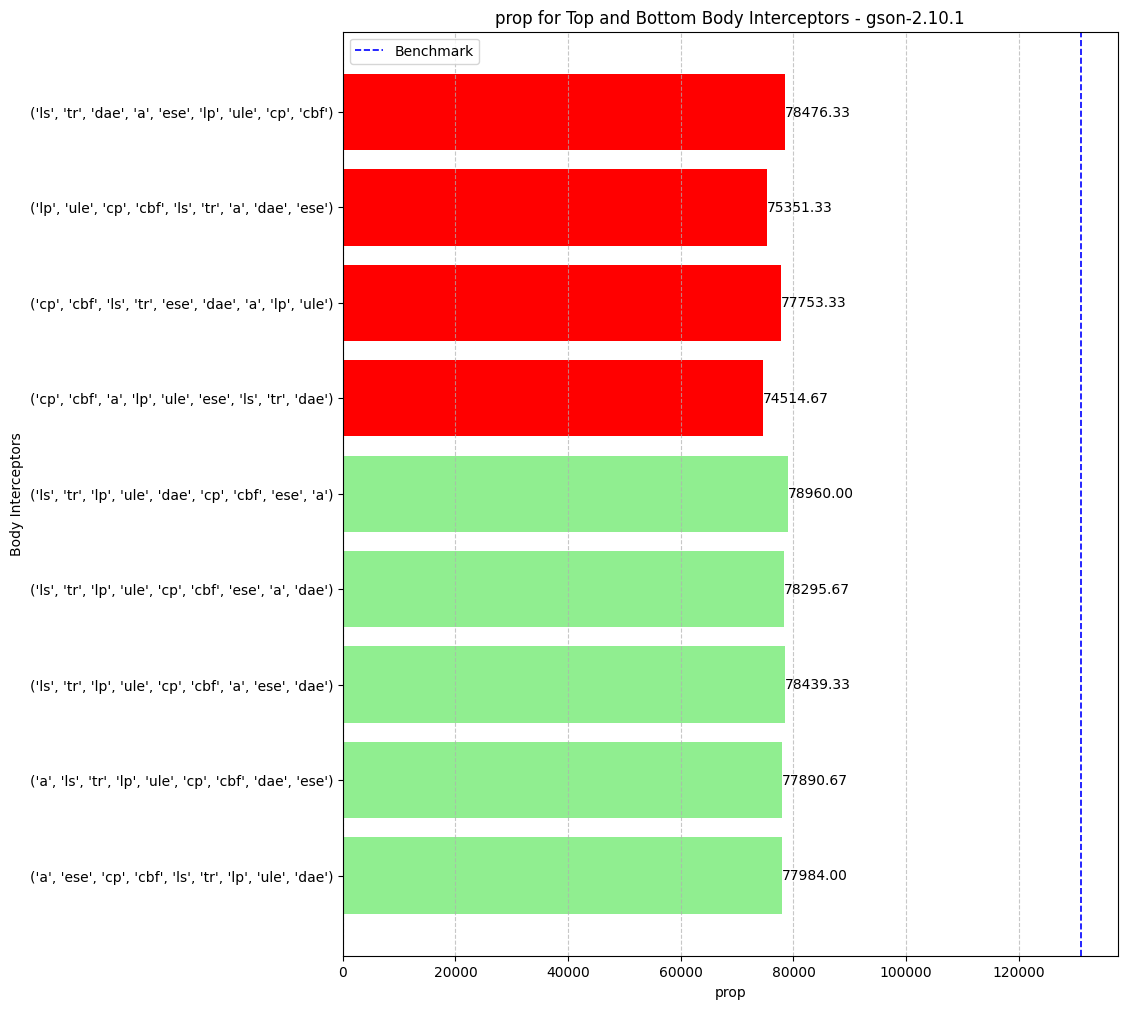 prop for Top and Bottom Body Interceptors - gson-2.10.1
Benchmark
('ls', 'tr', 'dae', 'a', 'ese', 'lp', 'ule', 'cp', 'cbf')
78476.33
('lp', 'ule', 'cp', 'cbf', 'ls', 'tr', 'a', 'dae', 'ese')
75351.33
('cp', 'cbf', 'ls', 'tr', 'ese', 'dae', 'a', 'lp', 'ule')
77753.33
('cp', 'cbf', 'a', 'lp', 'ule', 'ese', 'ls', 'tr', 'dae')
74514.67
('ls', 'tr', 'lp', 'ule', 'dae', 'cp', 'cbf', 'ese', 'a')
78960.00
('ls', 'tr', 'lp', 'ule', 'cp', 'cbf', 'ese', 'a', 'dae')
78295.67
('ls', 'tr', 'lp', 'ule', 'cp', 'cbf', 'a', 'ese', 'dae')
78439.33
('a', 'ls', 'tr', 'lp', 'ule', 'cp', 'cbf', 'dae', 'ese')
77890.67
('a', 'ese', 'cp', 'cbf', 'ls', 'tr', 'lp', 'ule', 'dae')
77984.00
Body Interceptors
0 20000 40000 60000 80000 100000 120000
prop